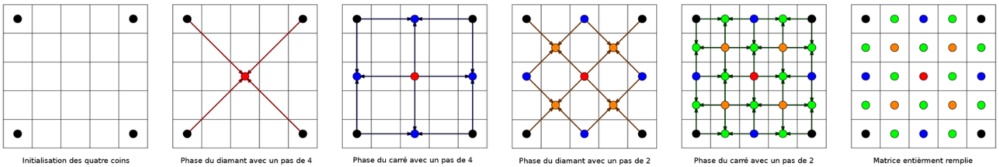 Initialisation des quatre coins
Phase du diamant avec un pas de 4
Phase du carré avec un pas de 4
Phase du diamant avec un pas de 2
Phase du carré avec un pas de 2
Matrice entièrment remplie